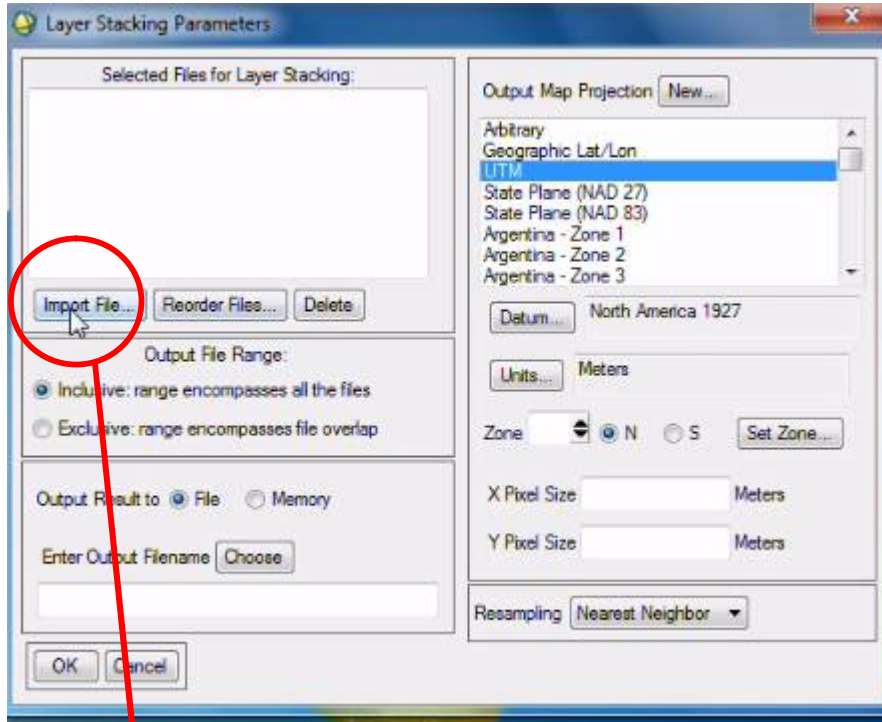 Layer Stacking Parameters
Selected Files for Layer Stacking:
Import File... Reorder Files... Delete
Output File Range:
Inclusive: range encompasses all the files
Exclusive: range encompasses file overlap
Output Result to File Memory
Enter Output Filename Choose
OK Cancel
Output Map Projection New...
Arbitrary
Geographic Lat/Lon
UTM
State Plane (NAD 27)
State Plane (NAD 83)
Argentina - Zone 1
Argentina - Zone 2
Argentina - Zone 3
Datum... North America 1927
Units... Meters
Zone N S Set Zone...
X Pixel Size Meters
Y Pixel Size Meters
Resampling Nearest Neighbor